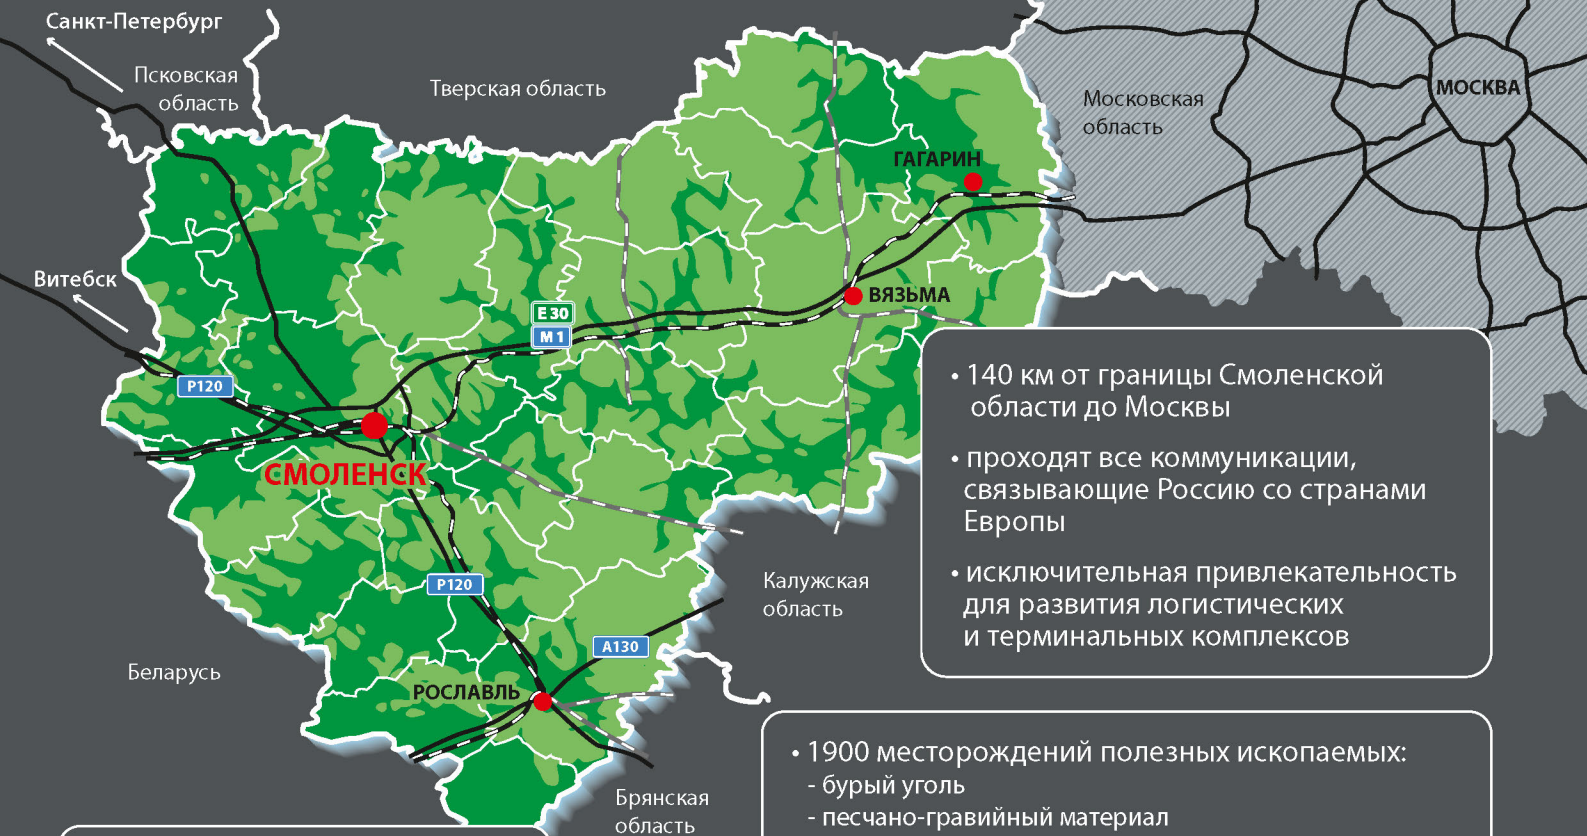 Санкт-Петербург
Псковская
область
Тверская область
Московская
область
МОСКВА
ГАГАРИН
Витебск
ВЯЗЬМА
E 30
M 1
P120
СМОЛЕНСК
• 140 км от границы Смоленской
области до Москвы
• проходят все коммуникации,
связывающие Россию со странами
Европы
• исключительная привлекательность
для развития логистических
и терминальных комплексов
P120
Калужская
область
A130
Беларусь
РОСЛАВЛЬ
• 1900 месторождений полезных ископаемых:
- бурый уголь
- песчано-гравийный материал
Брянская
область